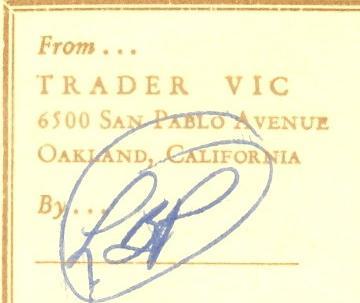 From . . .
TRADER VIC
6500 SAN PABLO AVENUE
OAKLAND, CALIFORNIA
By . . .